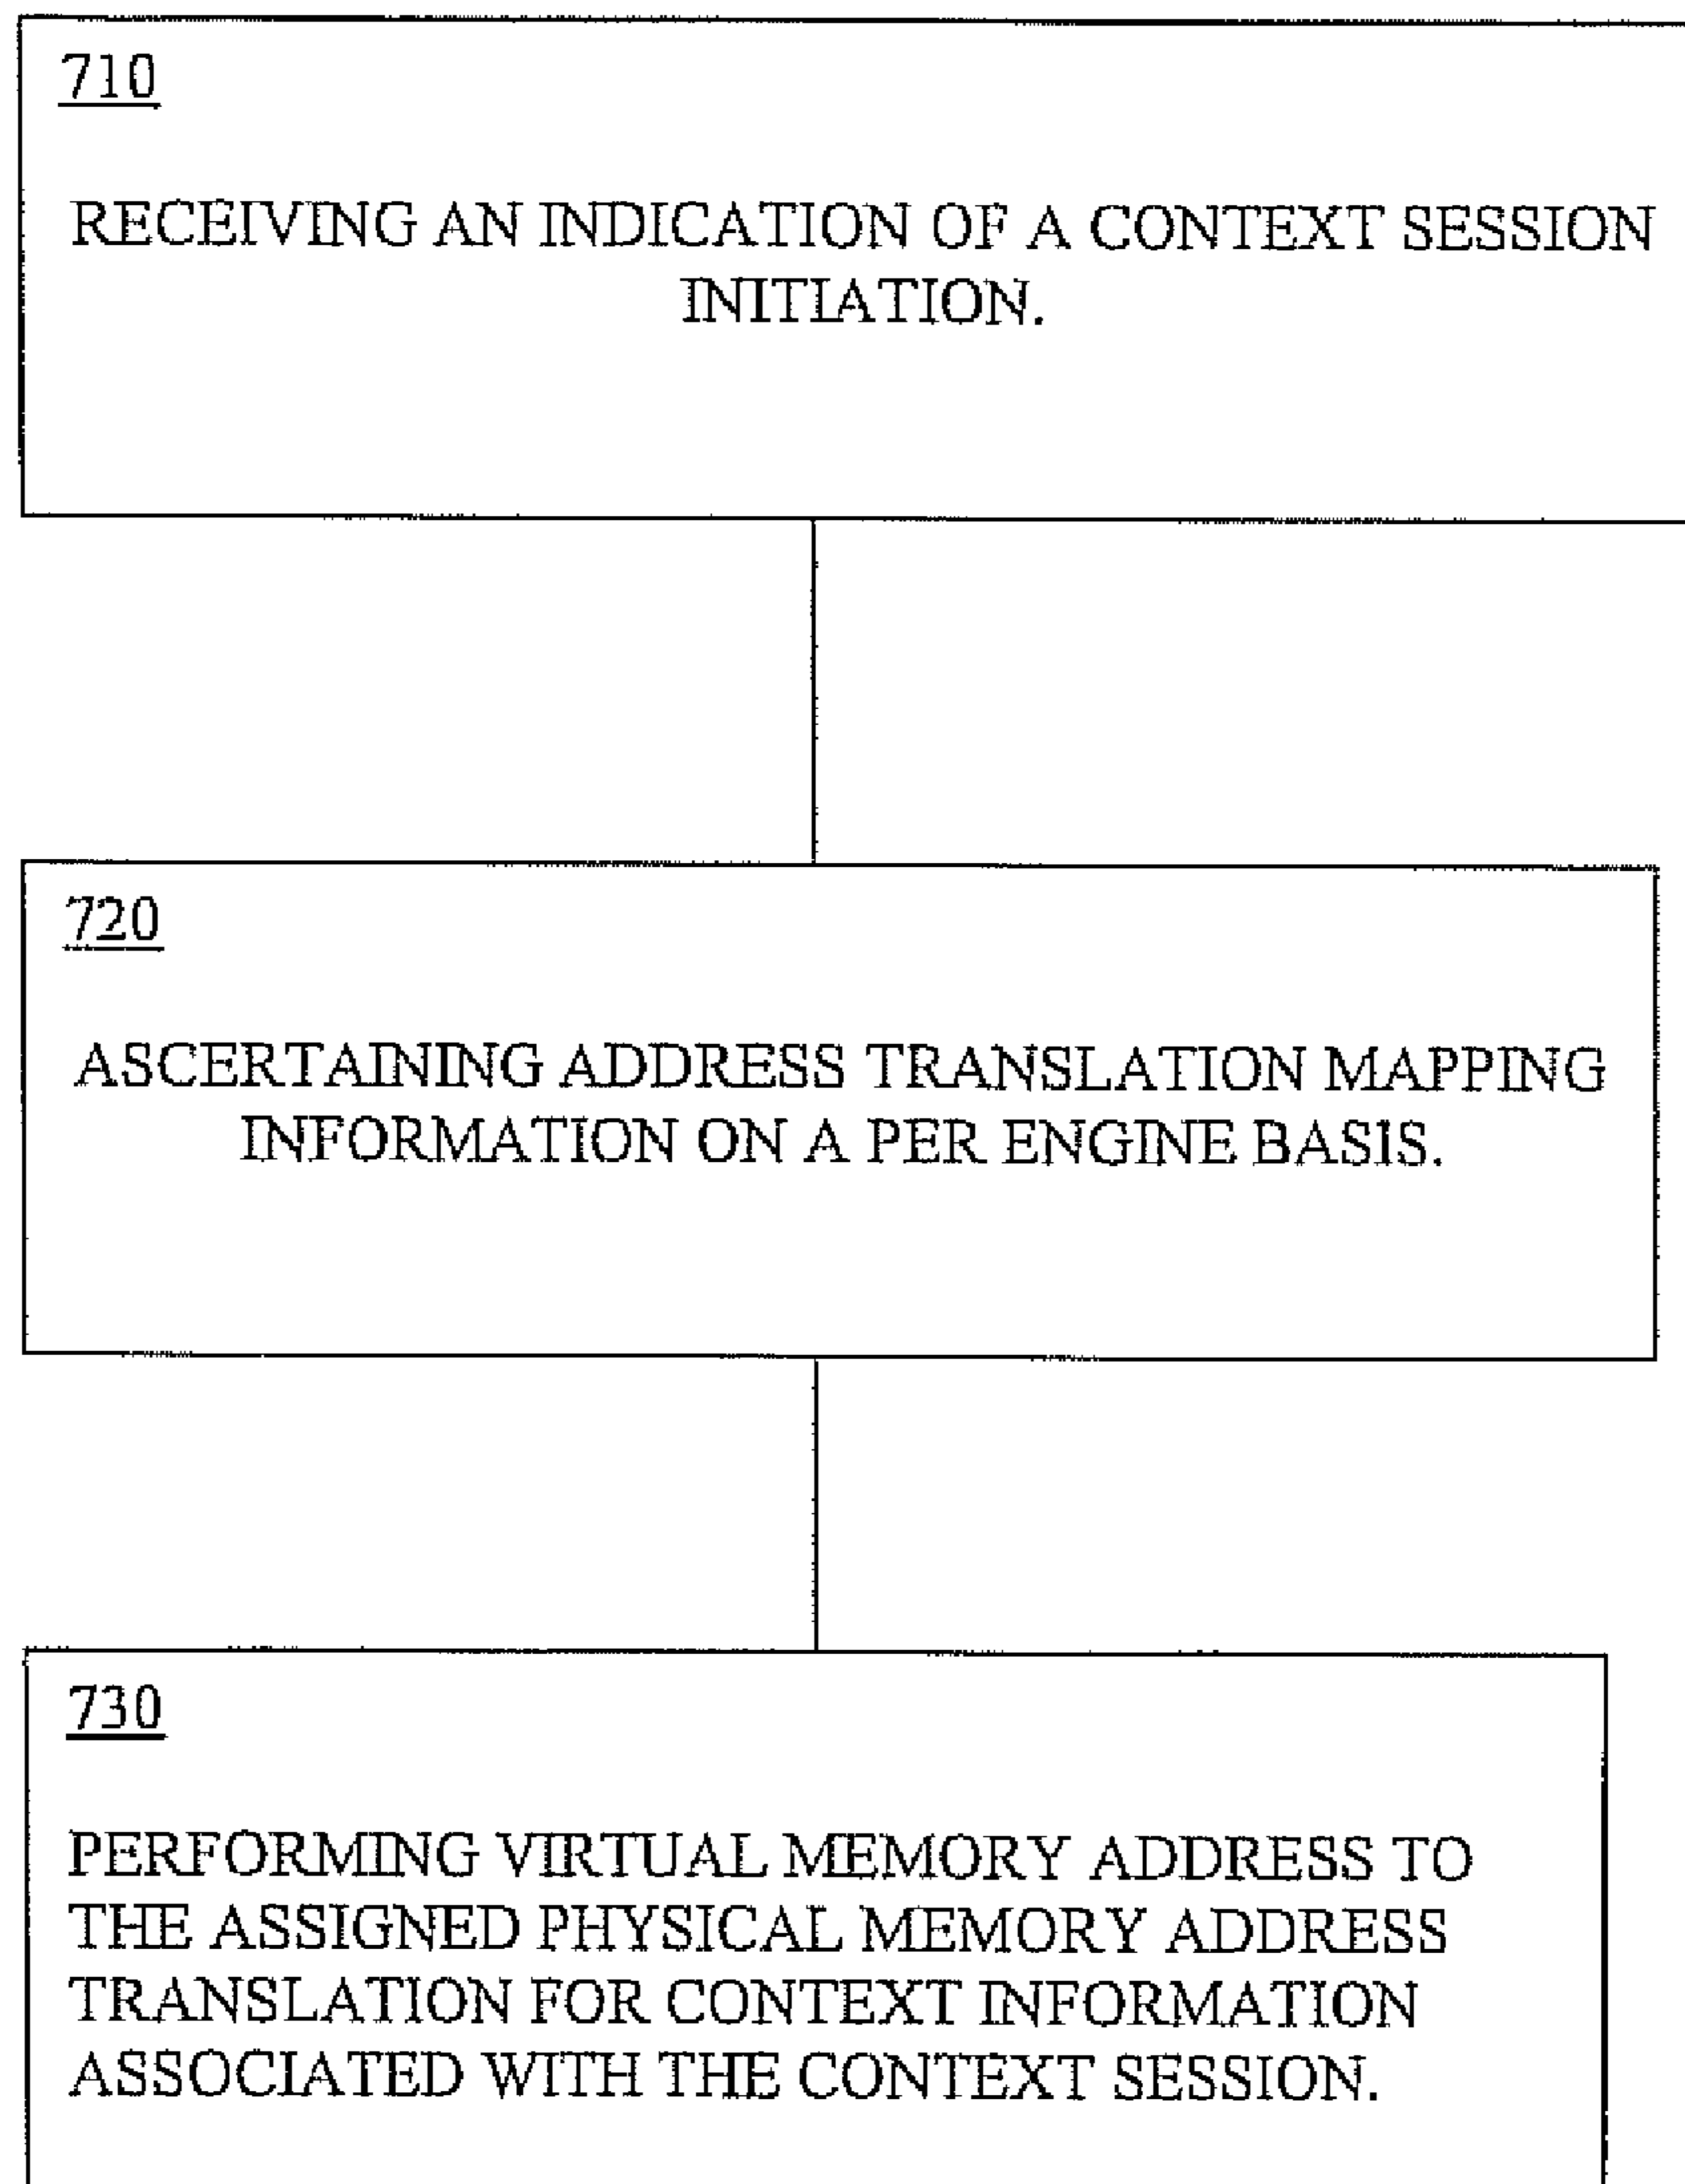 710
RECEIVING AN INDICATION OF A CONTEXT SESSION
INITIATION.
720
ASCERTAINING ADDRESS TRANSLATION MAPPING
INFORMATION ON A PER ENGINE BASIS.
730
PERFORMING VIRTUAL MEMORY ADDRESS TO
THE ASSIGNED PHYSICAL MEMORY ADDRESS
TRANSLATION FOR CONTEXT INFORMATION
ASSOCIATED WITH THE CONTEXT SESSION.